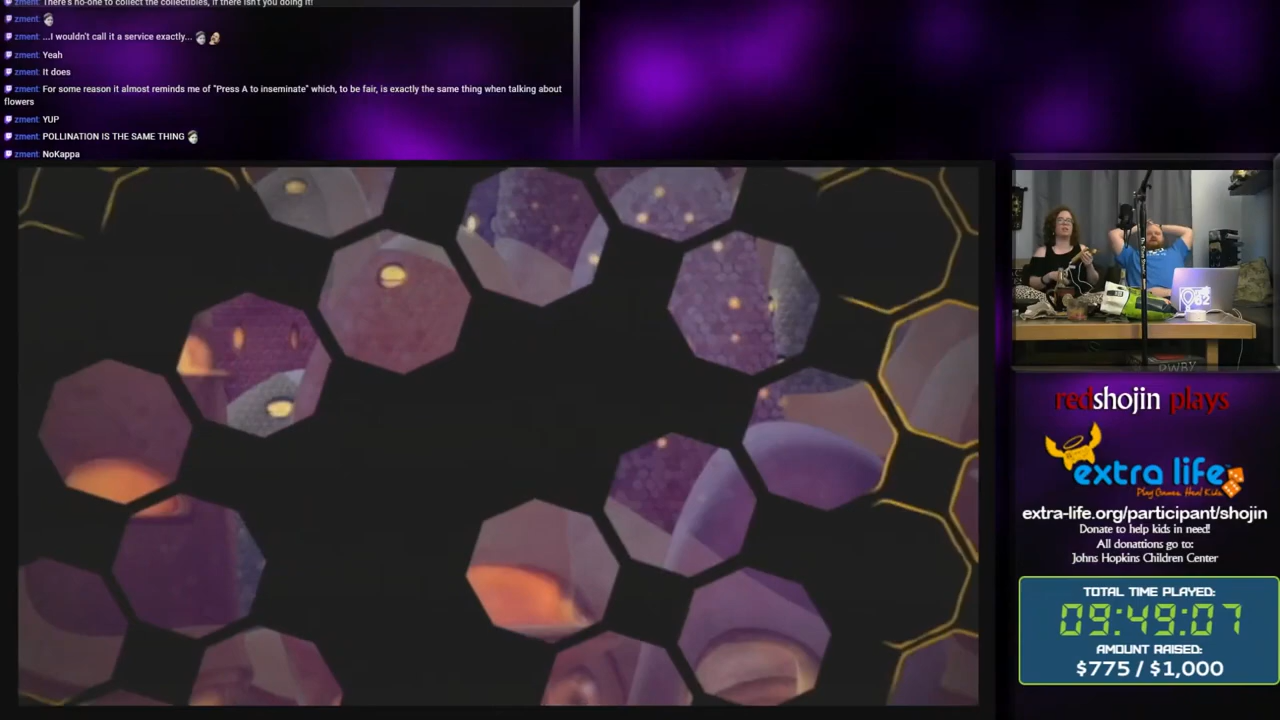 zment: There's no-one to collect the collectibles, if there isn't you doing it!
zment:
zment: ...I wouldn't call it a service exactly...
zment: Yeah
zment: It does
zment: For some reason it almost reminds me of "Press A to inseminate" which, to be fair, is exactly the same thing when talking about
flowers
zment: YUP
zment: POLLINATION IS THE SAME THING
zment: NoKappa
redshojin plays
extra life
Play Games. Heal Kids.
extra-life.org/participant/shojin
Donate to help kids in need!
All donattions go to:
Johns Hopkins Children Center
TOTAL TIME PLAYED:
09:49:07
AMOUNT RAISED:
$775 / $1,000